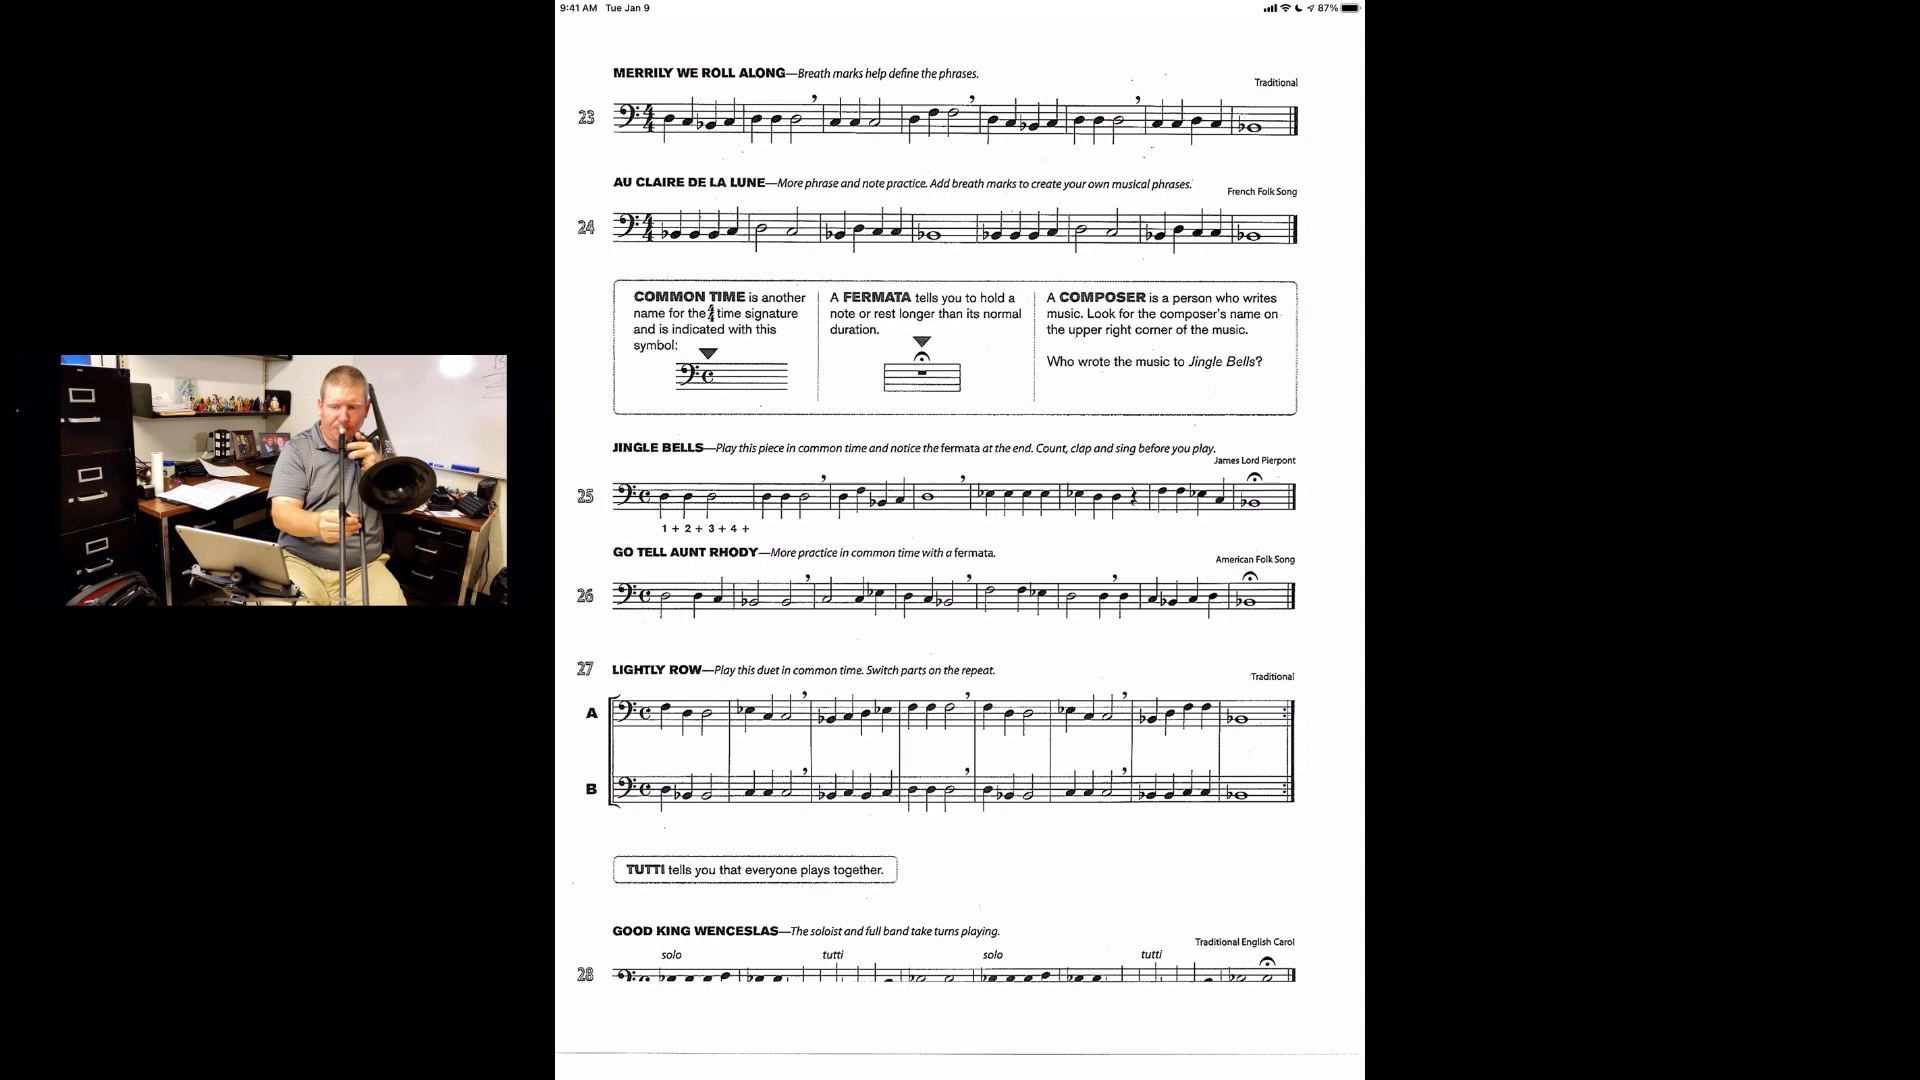 9:41 AM Tue Jan 9
87%
MERRILY WE ROLL ALONG—Breath marks help define the phrases.
Traditional
23
AU CLAIRE DE LA LUNE—More phrase and note practice. Add breath marks to create your own musical phrases.
French Folk Song
24
COMMON TIME is another
name for the 4/4 time signature
and is indicated with this
symbol:
A FERMATA tells you to hold a
note or rest longer than its normal
duration.
A COMPOSER is a person who writes
music. Look for the composer's name on
the upper right corner of the music.
Who wrote the music to Jingle Bells?
JINGLE BELLS—Play this piece in common time and notice the fermata at the end. Count, clap and sing before you play.
James Lord Pierpont
25
1 + 2 + 3 + 4 +
GO TELL AUNT RHODY—More practice in common time with a fermata.
American Folk Song
26
27 LIGHTLY ROW—Play this duet in common time. Switch parts on the repeat.
Traditional
A
B
TUTTI tells you that everyone plays together.
GOOD KING WENCESLAS—The soloist and full band take turns playing.
Traditional English Carol
solo tutti solo tutti
28